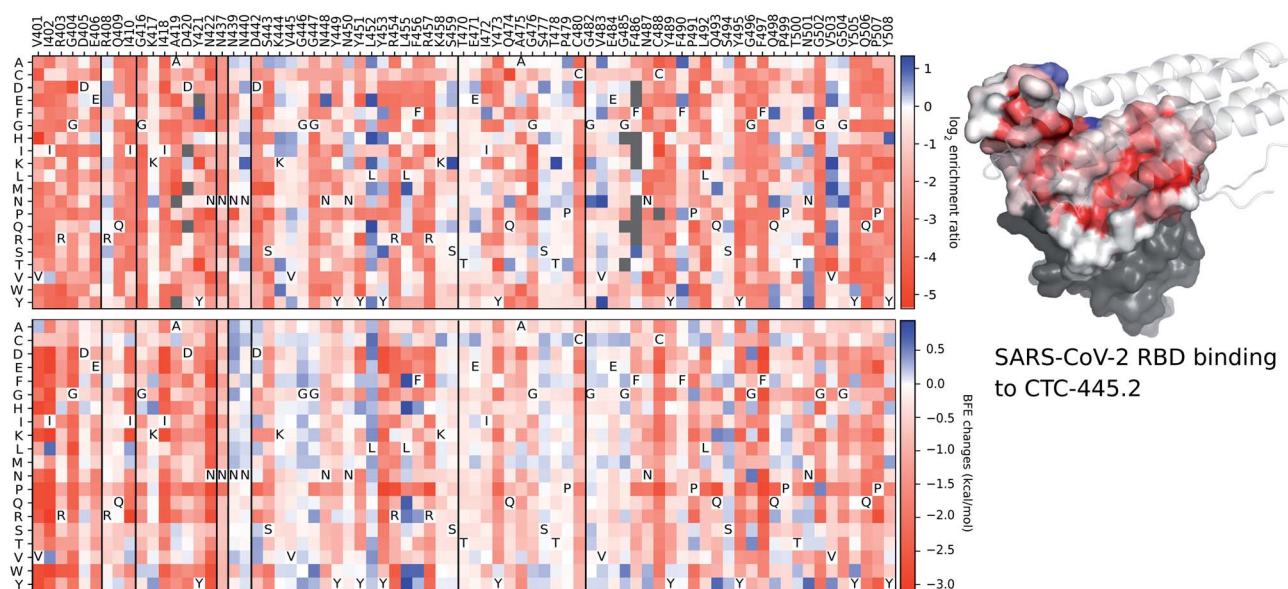 V401 I402 R403 G404 D405 E406 R408 Q409 I410 G416 K417 I418 A419 D420 Y421 N422 N437 N439 N440 D442 S443 K444 V445 G446 G447 N448 Y449 N450 Y451 L452 Y453 R454 L455 F456 R457 K458 S459 T470 E471 I472 Y473 Q474 A475 G476 S477 T478 P479 C480 G482 V483 E484 G485 F486 N487 C488 Y489 F490 P491 L492 Q493 S494 Y495 G496 F497 Q498 P499 T500 N501 G502 V503 G504 Y505 Q506 P507 Y508
A A A
C C C
D D D D
E E E E
F F F F F
G G G G G G G G G G G
H
I I I I I
K K K K
L L L L
M
N N N N N N N N N
P P P P P
Q Q Q Q Q Q
R R R R R
S S S S S
T T T T
V V V V V
W
Y Y Y Y Y Y Y Y Y Y
1
0
-1
-2
-3
-4
-5
log2 enrichment ratio
A A A
C C C
D D D D
E E E E
F F F F F
G G G G G G G G G G G
H
I I I I I
K K K K
L L L L
M
N N N N N N N N N
P P P P P
Q Q Q Q Q Q
R R R R R
S S S S S
T T T T
V V V V V
W
Y Y Y Y Y Y Y Y Y Y
0.5
0.0
−0.5
−1.0
−1.5
−2.0
−2.5
−3.0
BFE changes (kcal/mol)
SARS-CoV-2 RBD binding
to CTC-445.2